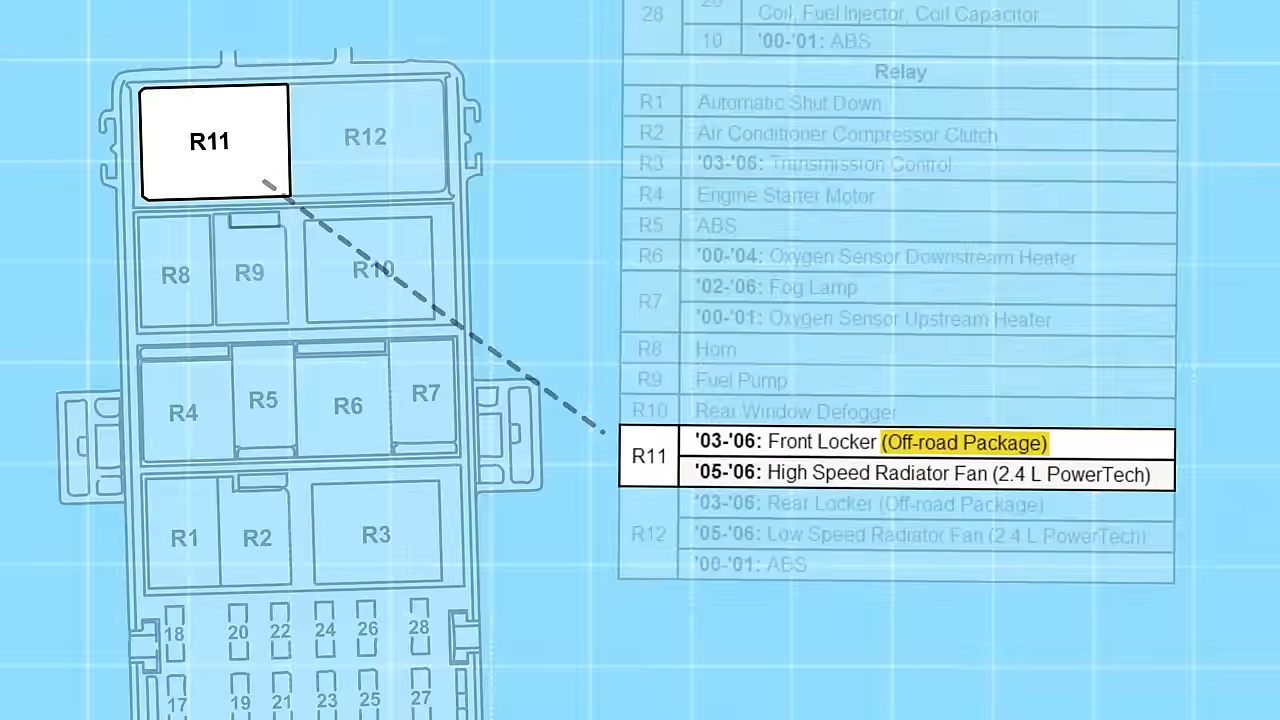 R11
R12
R8
R9
R10
R4
R5
R6
R7
R1
R2
R3
18
20
22
24
26
28
17
19
21
23
25
27
28
Coil, Fuel Injector, Coil Capacitor
10
'00-'01: ABS
Relay
R1 Automatic Shut Down
R2 Air Conditioner Compressor Clutch
R3 '03-'06: Transmission Control
R4 Engine Starter Motor
R5 ABS
R6 '00-'04: Oxygen Sensor Downstream Heater
R7 '02-'06: Fog Lamp
'00-'01: Oxygen Sensor Upstream Heater
R8 Horn
R9 Fuel Pump
R10 Rear Window Defogger
R11 '03-'06: Front Locker (Off-road Package)
'05-'06: High Speed Radiator Fan (2.4 L PowerTech)
R12 '03-'06: Rear Locker (Off-road Package)
'05-'06: Low Speed Radiator Fan (2.4 L PowerTech)
'00-'01: ABS